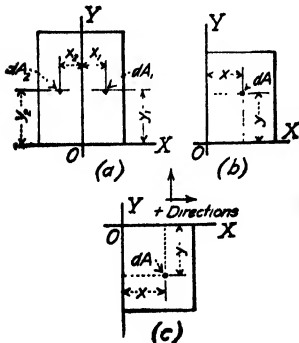 Y
x₂ x₁
dA₂ dA₁
y₂ y₁
O X
(a)
Y
x dA
y
O X
(b)
+ Directions
Y
O X
dA y
x
(c)